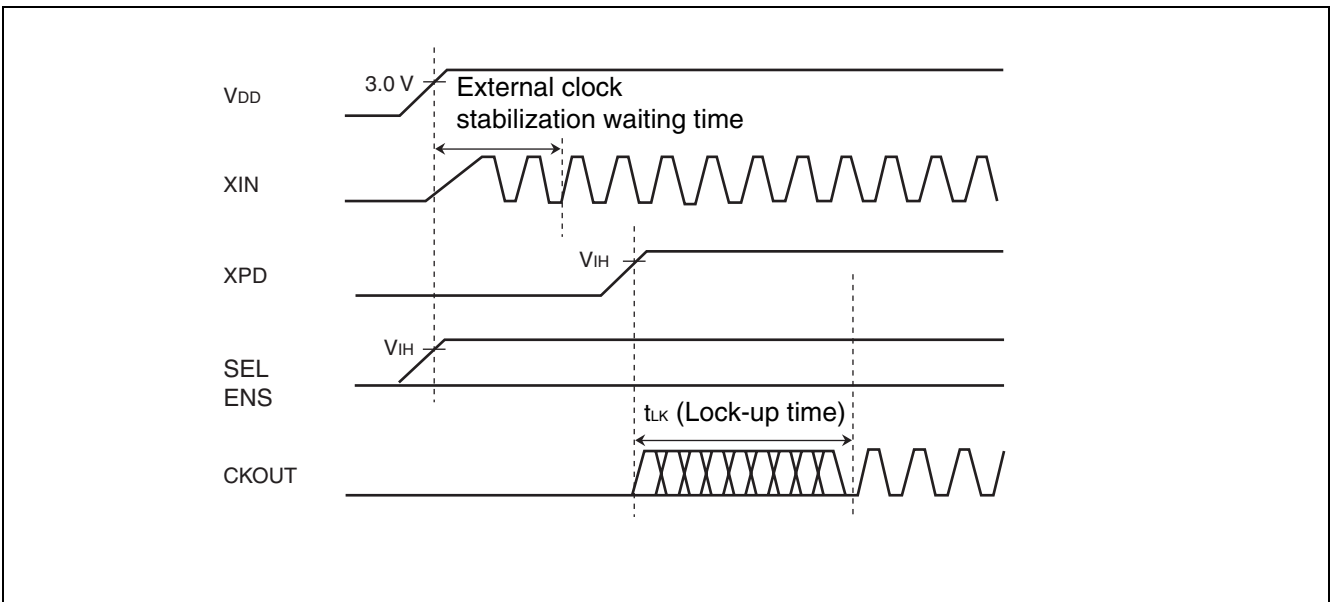 VDD
3.0 V
External clock
stabilization waiting time
XIN
XPD
VIH
SEL
ENS
VIH
tLK (Lock-up time)
CKOUT